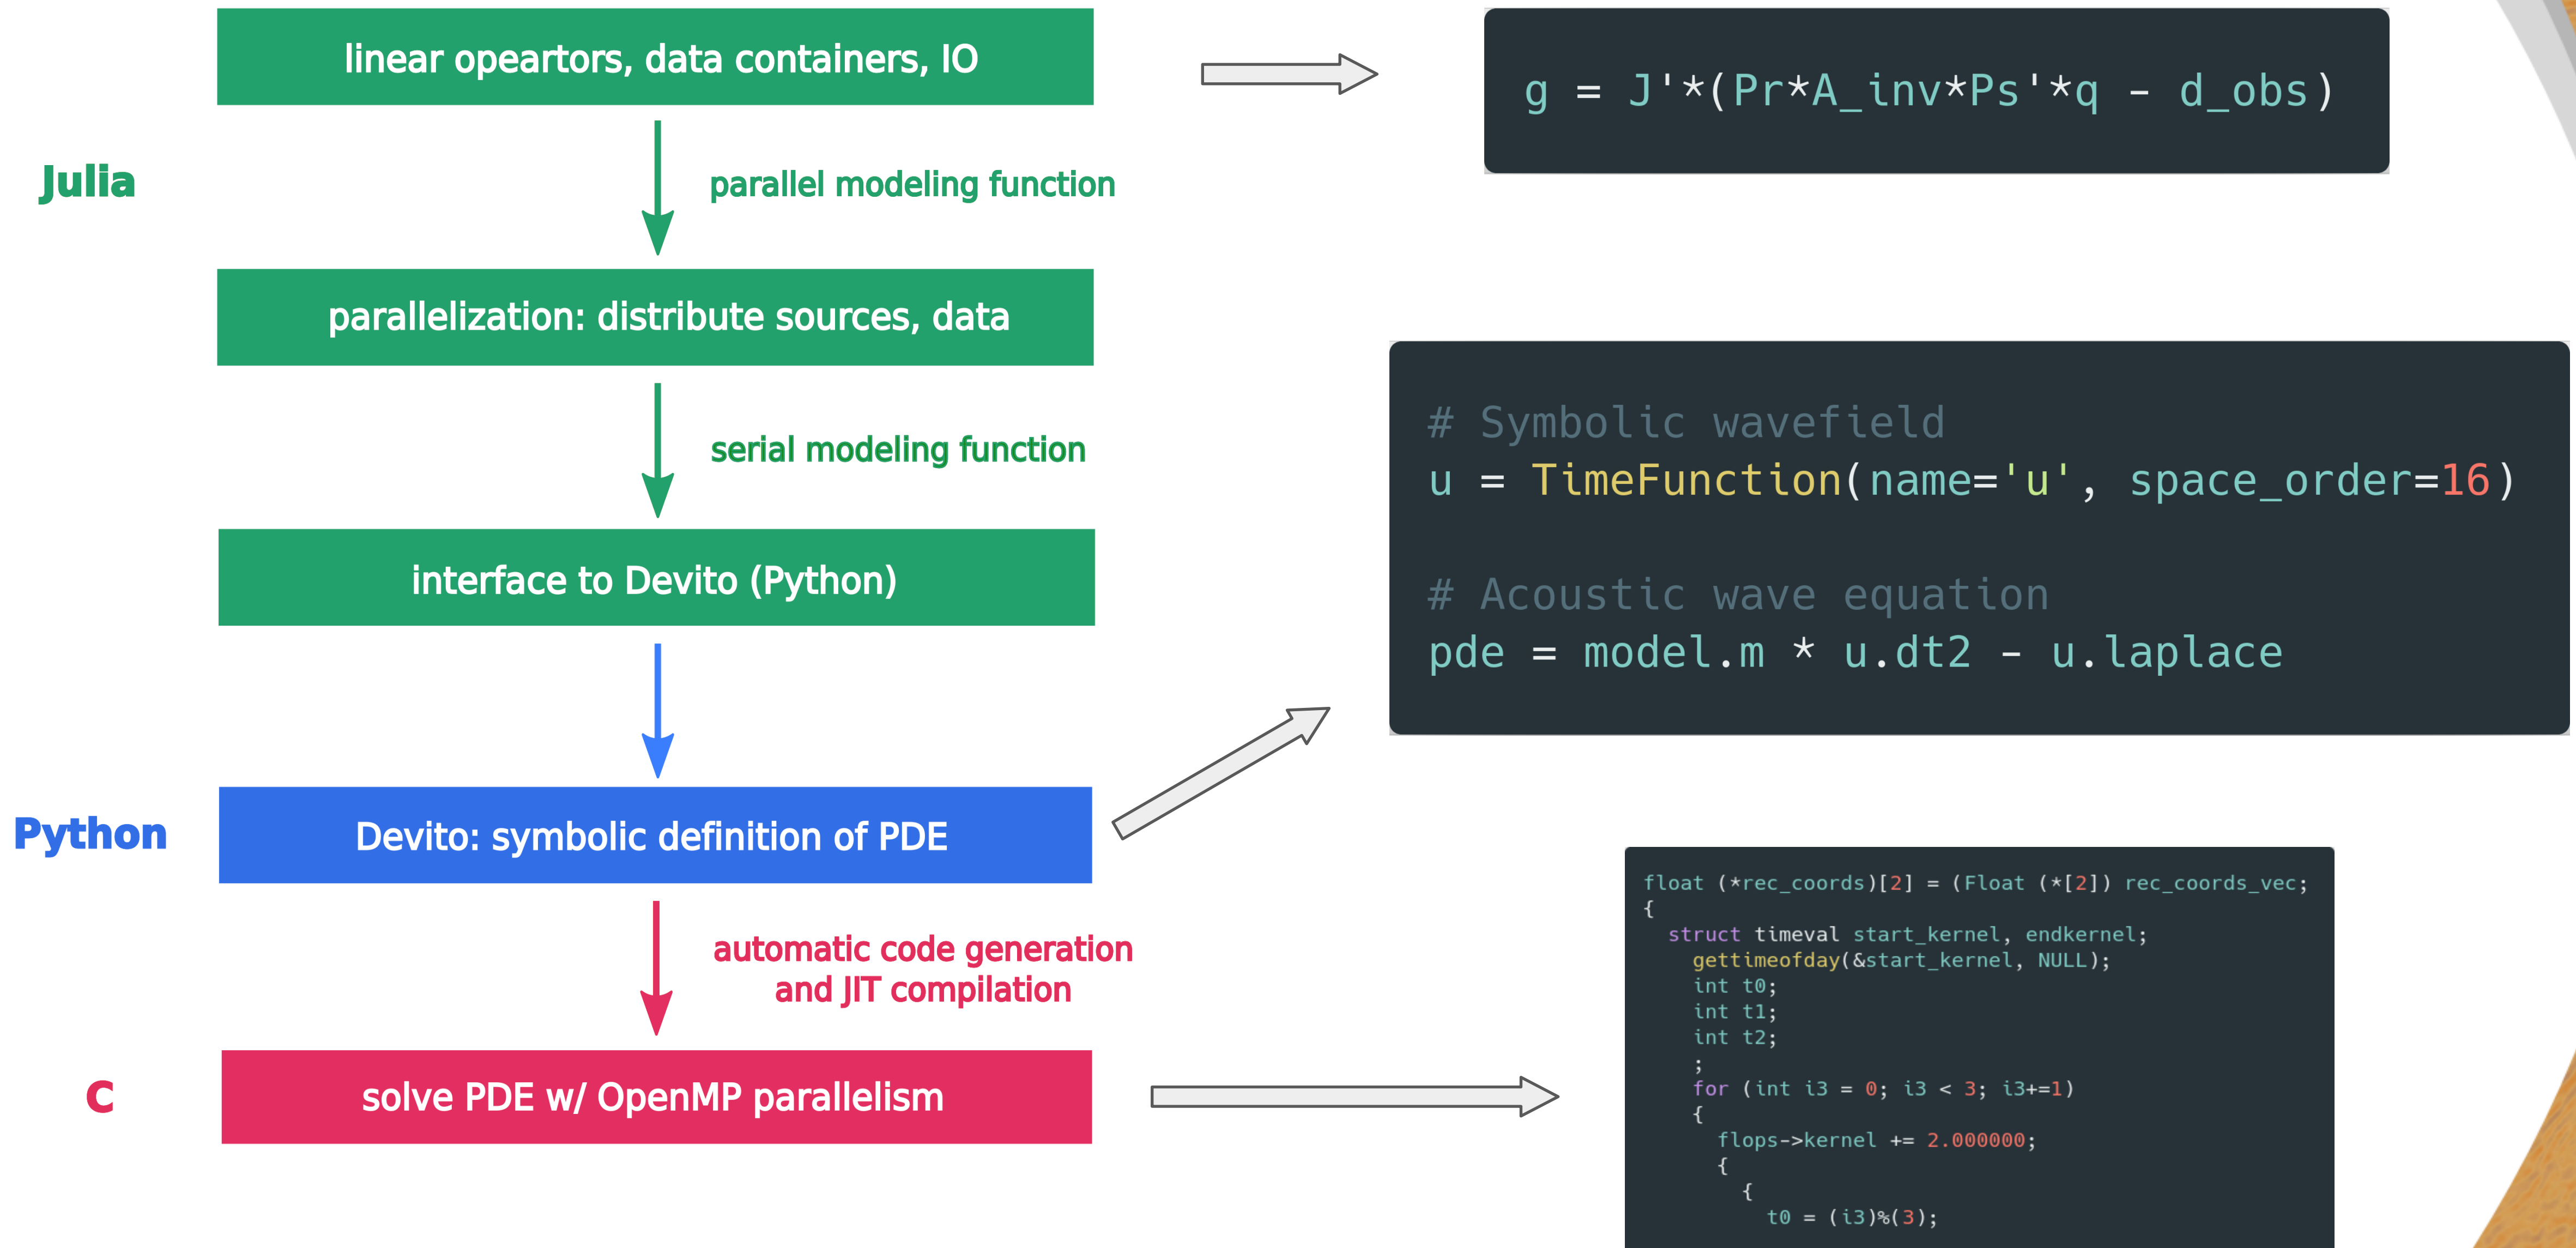 linear opeartors, data containers, IO
g = J'*(Pr*A_inv*Ps'*q - d_obs)
Julia
parallel modeling function
parallelization: distribute sources, data
serial modeling function
interface to Devito (Python)
# Symbolic wavefield
u = TimeFunction(name='u', space_order=16)
# Acoustic wave equation
pde = model.m * u.dt2 - u.laplace
Python
Devito: symbolic definition of PDE
automatic code generation
and JIT compilation
C
solve PDE w/ OpenMP parallelism
float (*rec_coords)[2] = (Float (*[2]) rec_coords_vec;
{
struct timeval start_kernel, endkernel;
gettimeofday(&start_kernel, NULL);
int t0;
int t1;
int t2;
;
for (int i3 = 0; i3 < 3; i3+=1)
{
flops->kernel += 2.000000;
{
{
t0 = (i3)%(3);